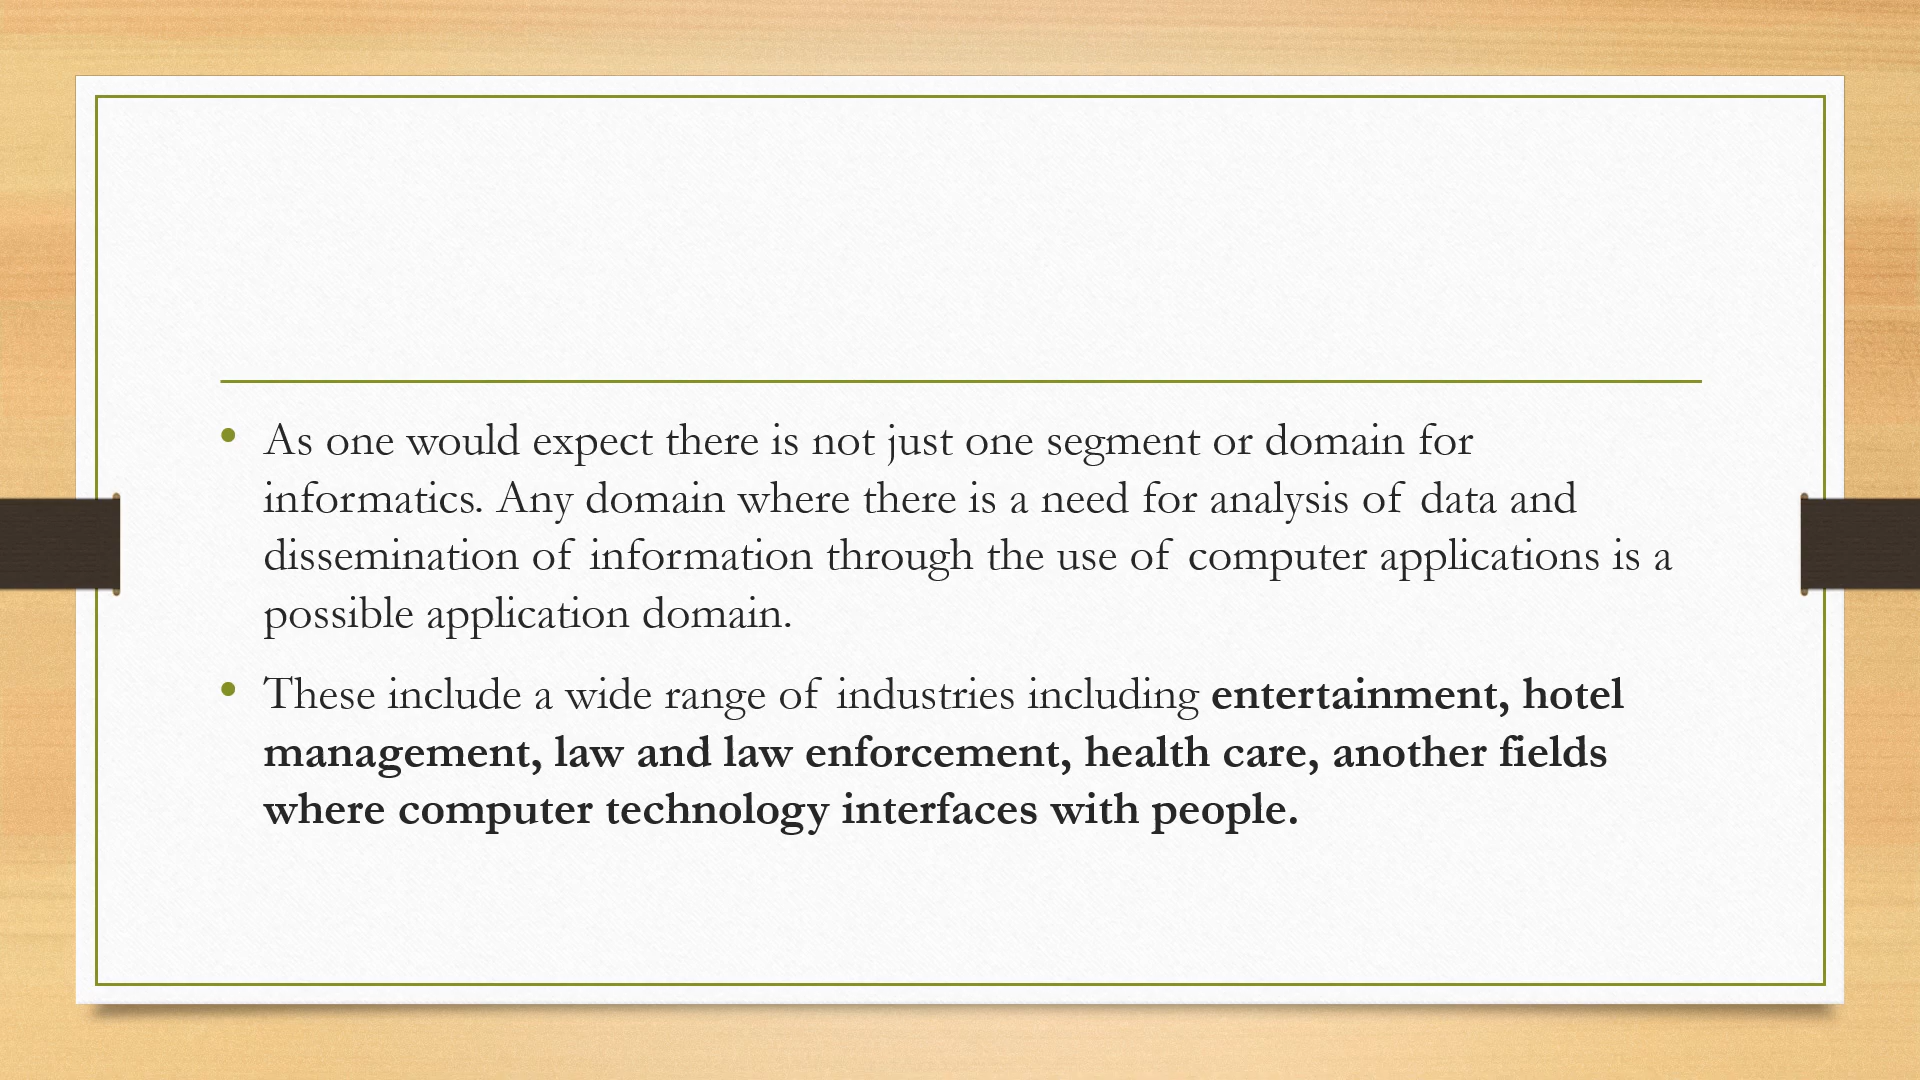 • As one would expect there is not just one segment or domain for
informatics. Any domain where there is a need for analysis of data and
dissemination of information through the use of computer applications is a
possible application domain.
• These include a wide range of industries including entertainment, hotel
management, law and law enforcement, health care, another fields
where computer technology interfaces with people.